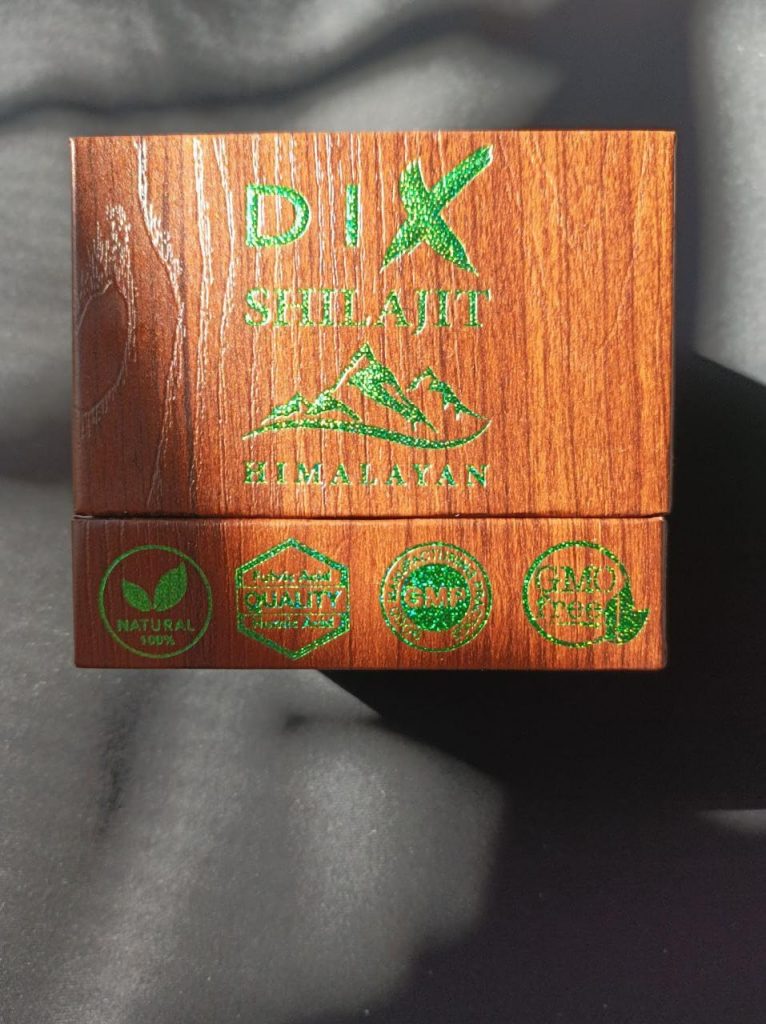 DIX
SHILAJIT
HIMALAYAN
NATURAL
100%
Fulvic Acid
QUALITY
Humic Acid
GMP
GMO
free